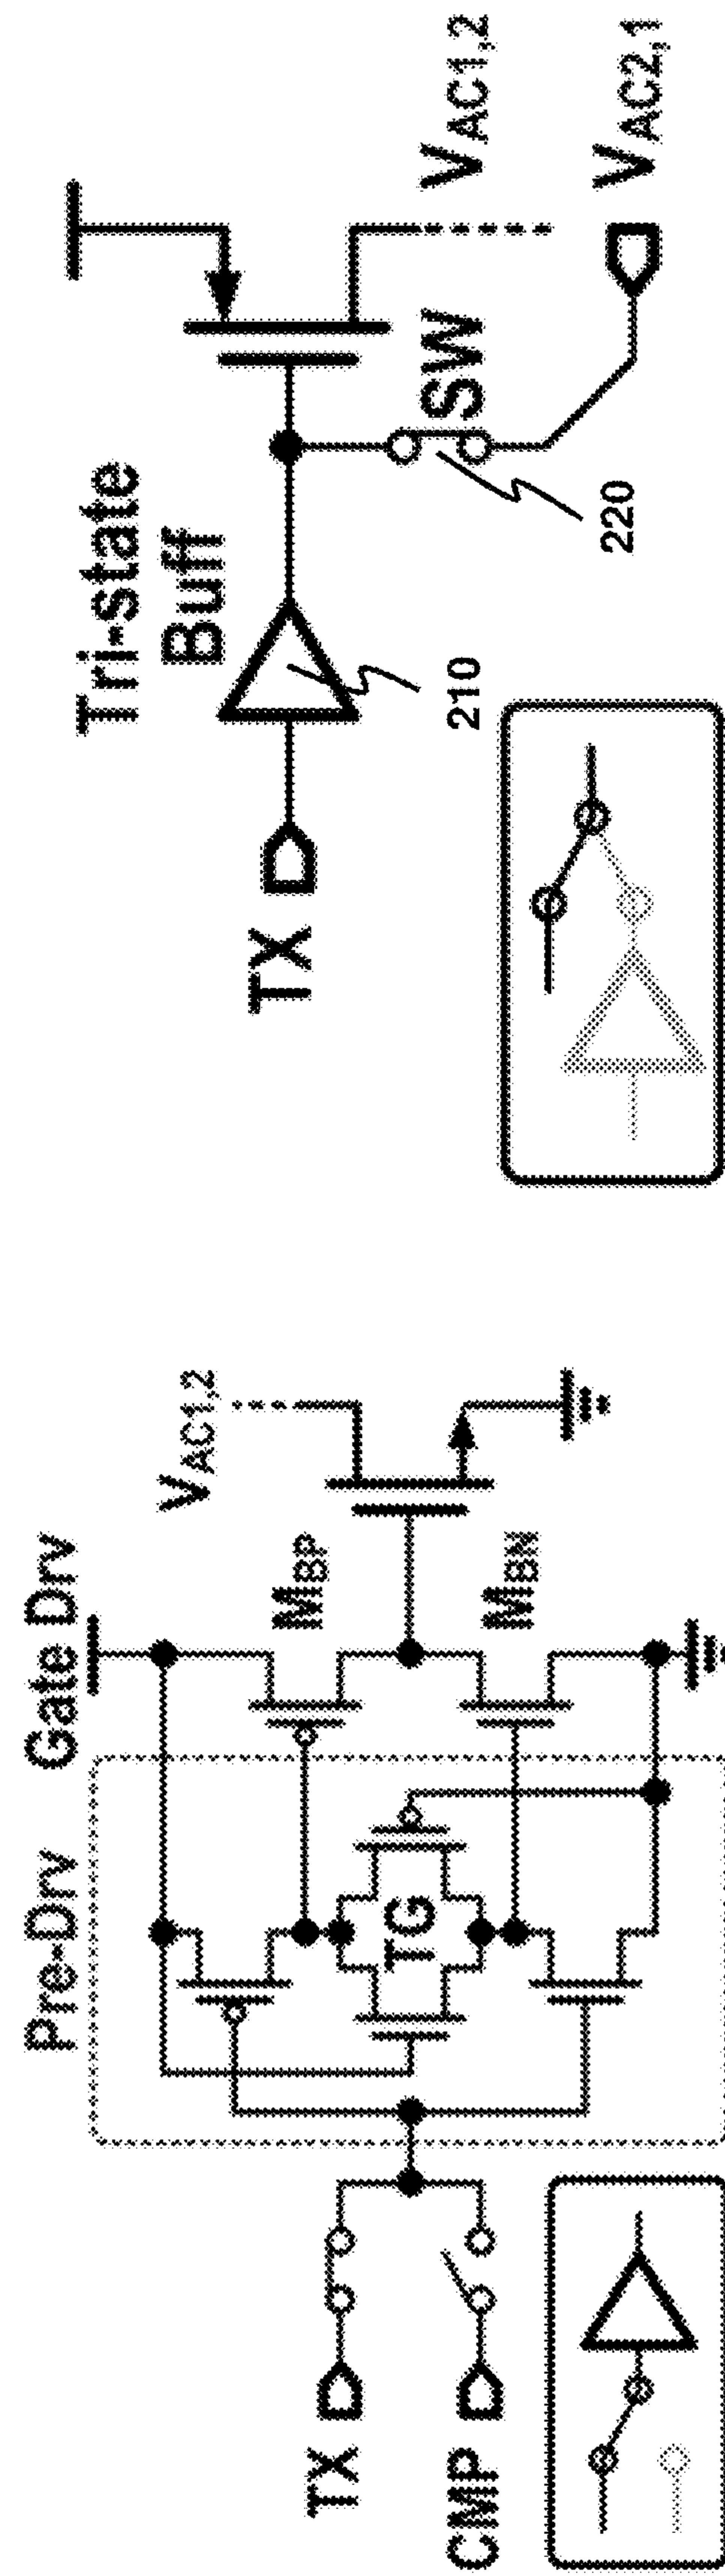 Pre-Drv
Gate Drv
V_AC1,2
TX
CMP
TG
M_BP
M_BN
Tri-state
Buff
TX
210
220
SW
V_AC1,2
V_AC2,1